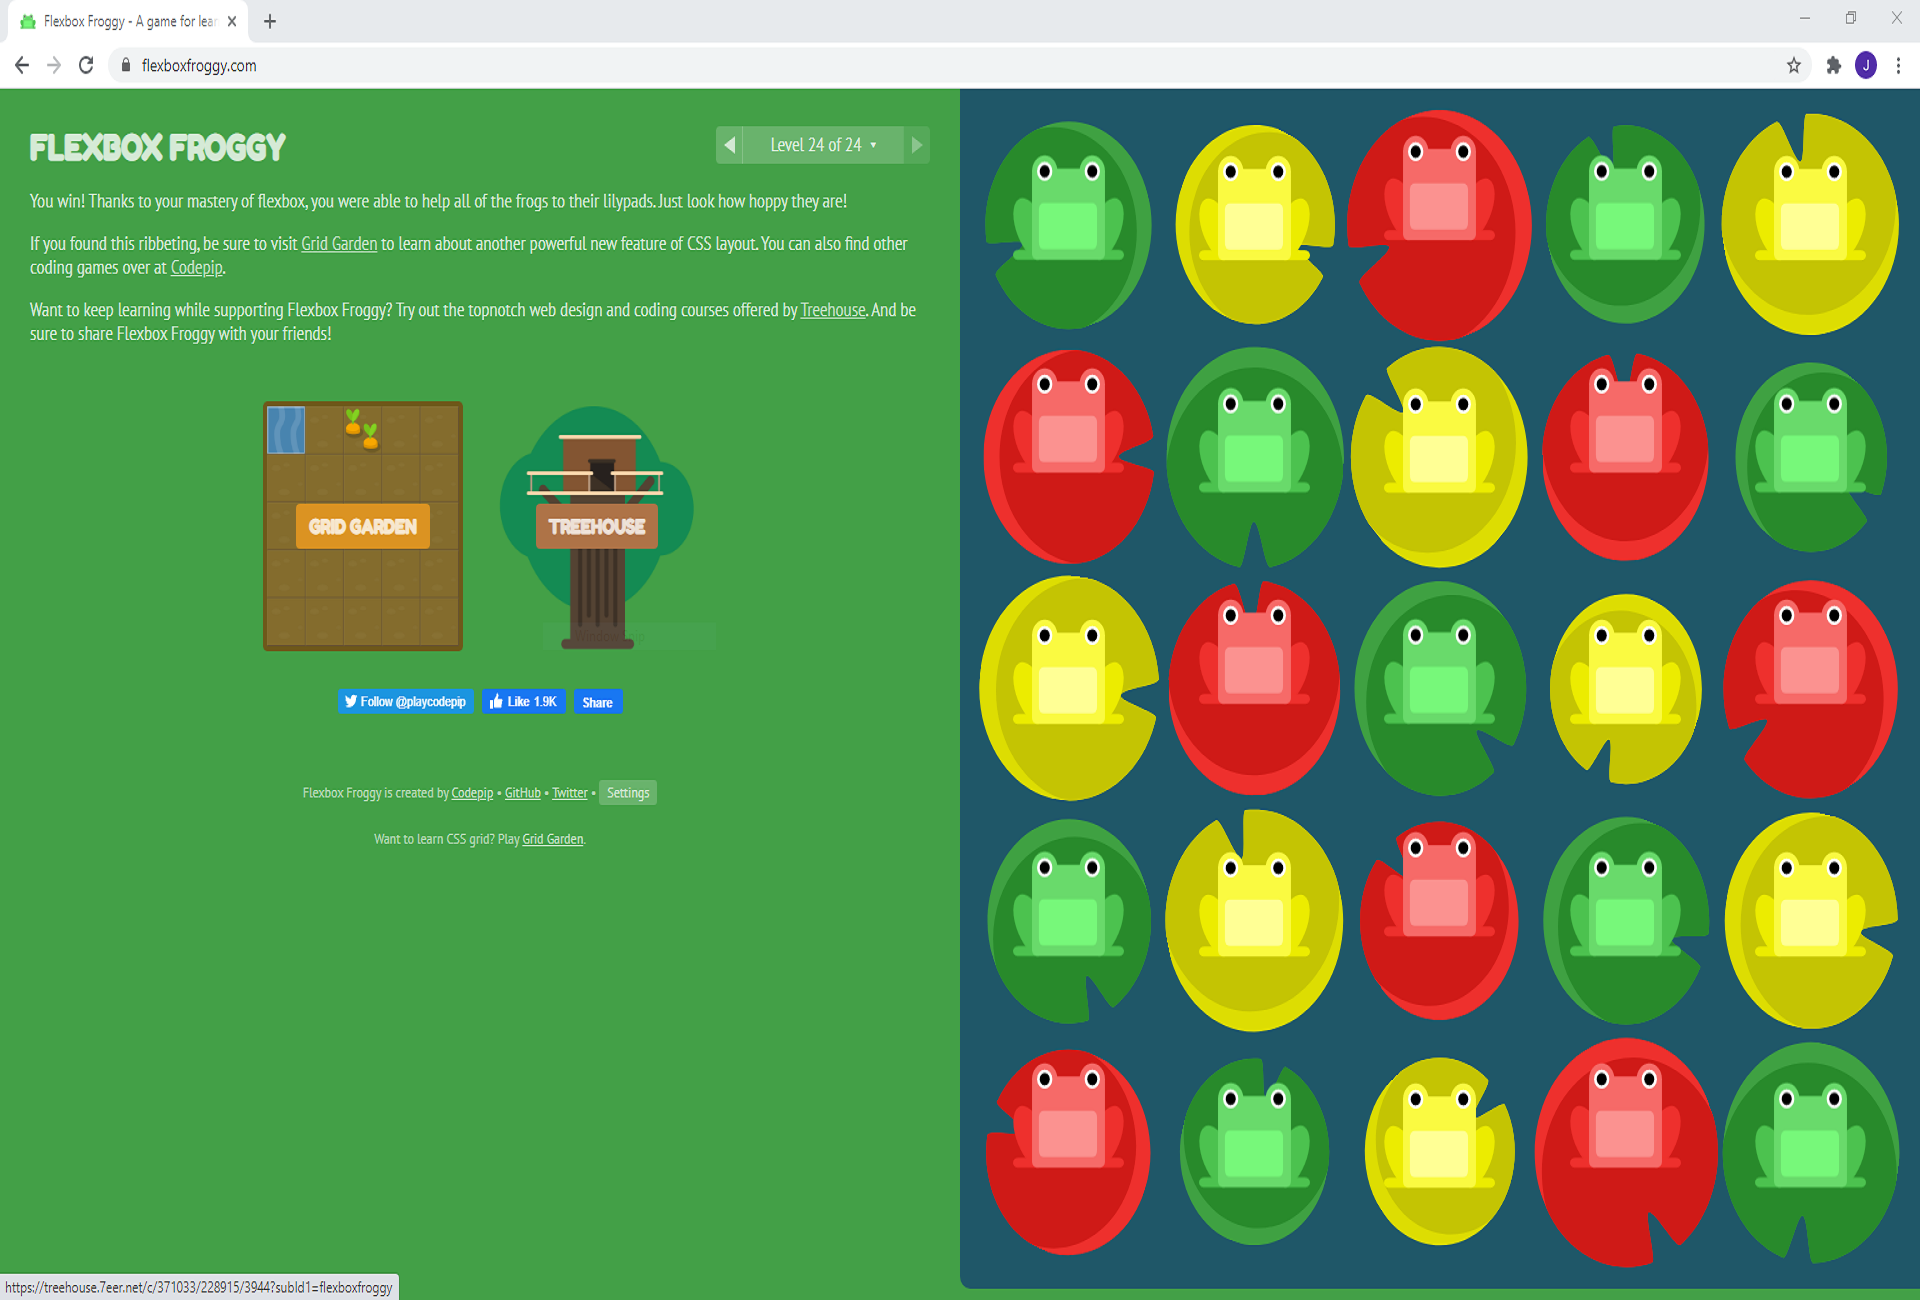 Flexbox Froggy - A game for lear
flexboxfroggy.com
J
FLEXBOX FROGGY
Level 24 of 24
You win! Thanks to your mastery of flexbox, you were able to help all of the frogs to their lilypads. Just look how hoppy they are!
If you found this ribbeting, be sure to visit Grid Garden to learn about another powerful new feature of CSS layout. You can also find other
coding games over at Codepip.
Want to keep learning while supporting Flexbox Froggy? Try out the topnotch web design and coding courses offered by Treehouse. And be
sure to share Flexbox Froggy with your friends!
GRID GARDEN
TREEHOUSE
Follow @playcodepip
Like 1.9K
Share
Flexbox Froggy is created by Codepip • GitHub • Twitter • Settings
Want to learn CSS grid? Play Grid Garden.
https://treehouse.7eer.net/c/371033/228915/3944?subId1=flexboxfroggy